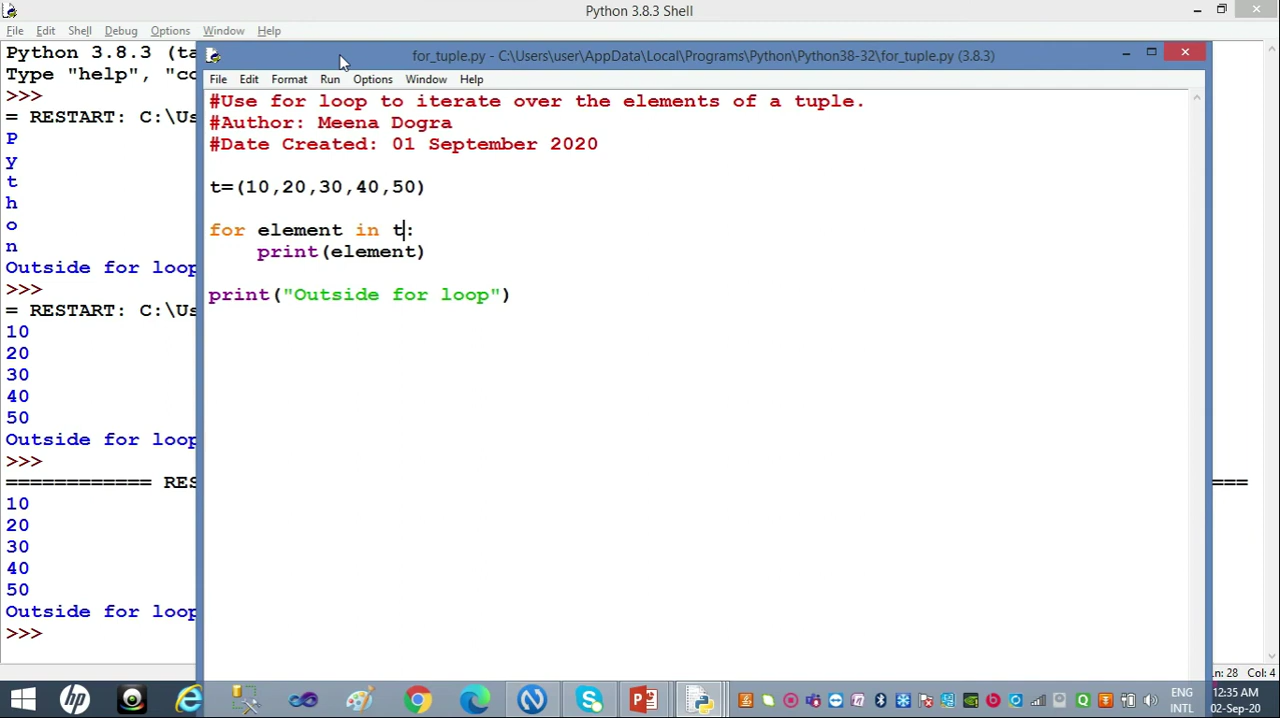 Python 3.8.3 Shell
File Edit Shell Debug Options Window Help
Python 3.8.3 (ta
Type "help", "co
>>>
= RESTART: C:\Us
P
y
t
h
o
n
Outside for loop
>>>
= RESTART: C:\Us
10
20
30
40
50
Outside for loop
>>>
============ RES
===
10
20
30
40
50
Outside for loop
>>>
for_tuple.py - C:\Users\user\AppData\Local\Programs\Python\Python38-32\for_tuple.py (3.8.3)
File Edit Format Run Options Window Help
#Use for loop to iterate over the elements of a tuple.
#Author: Meena Dogra
#Date Created: 01 September 2020
t=(10,20,30,40,50)
for element in t:
    print(element)
print("Outside for loop")
Ln: 28 Col: 4
ENG
INTL
12:35 AM
02-Sep-20